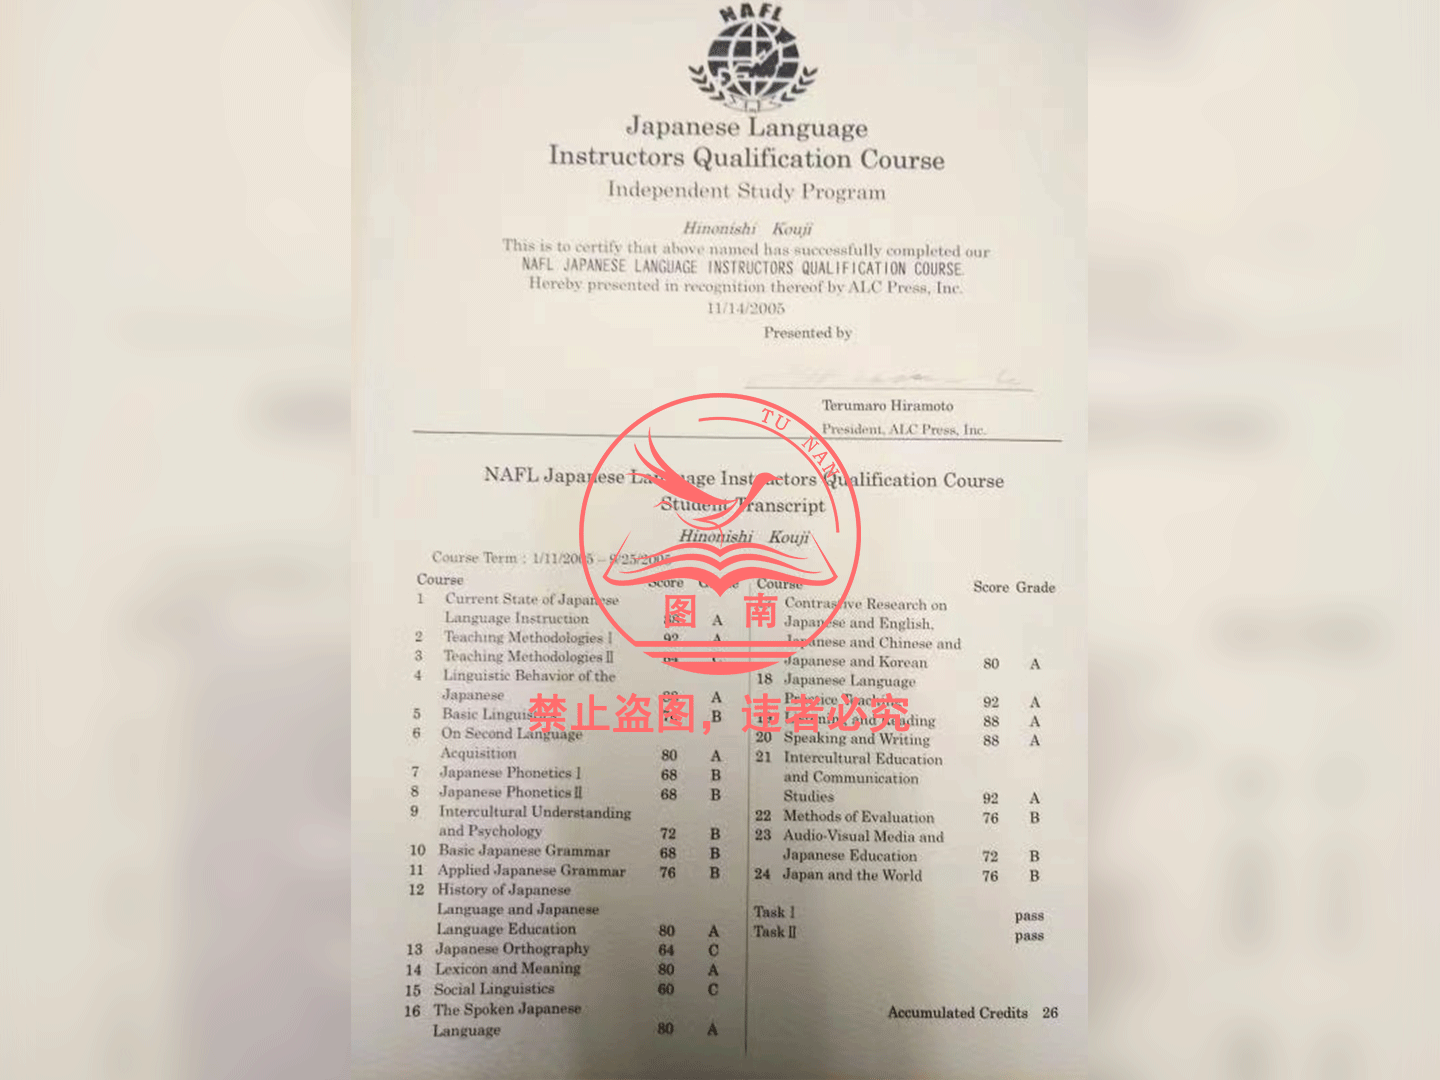 NAFL
Japanese Language
Instructors Qualification Course
Independent Study Program
Hinonishi Kouji
This is to certify that above named has successfully completed our
NAFL JAPANESE LANGUAGE INSTRUCTORS QUALIFICATION COURSE.
Hereby presented in recognition thereof by ALC Press, Inc.
11/14/2005
Presented by
Terumaro Hiramoto
President, ALC Press, Inc.
TU NAN
NAFL Japanese Language Instructors Qualification Course
Student Transcript
Hinonishi Kouji
Course Term : 1/11/2005 – 9/25/2005
Course Score Grade
1 Current State of Japanese
Language Instruction 88 A
2 Teaching Methodologies I 92 A
3 Teaching Methodologies II 64 C
4 Linguistic Behavior of the
Japanese A
5 Basic Linguistics 76 B
6 On Second Language
Acquisition 80 A
7 Japanese Phonetics I 68 B
8 Japanese Phonetics II 68 B
9 Intercultural Understanding
and Psychology 72 B
10 Basic Japanese Grammar 68 B
11 Applied Japanese Grammar 76 B
12 History of Japanese
Language and Japanese
Language Education 80 A
13 Japanese Orthography 64 C
14 Lexicon and Meaning 80 A
15 Social Linguistics 60 C
16 The Spoken Japanese
Language 80 A
Course Score Grade
Contrastive Research on
Japanese and English,
Japanese and Chinese and
Japanese and Korean 80 A
18 Japanese Language
Practice Teaching 92 A
19 Listening and Reading 88 A
20 Speaking and Writing 88 A
21 Intercultural Education
and Communication
Studies 92 A
22 Methods of Evaluation 76 B
23 Audio-Visual Media and
Japanese Education 72 B
24 Japan and the World 76 B
Task I pass
Task II pass
Accumulated Credits 26
图南
禁止盗图，违者必究